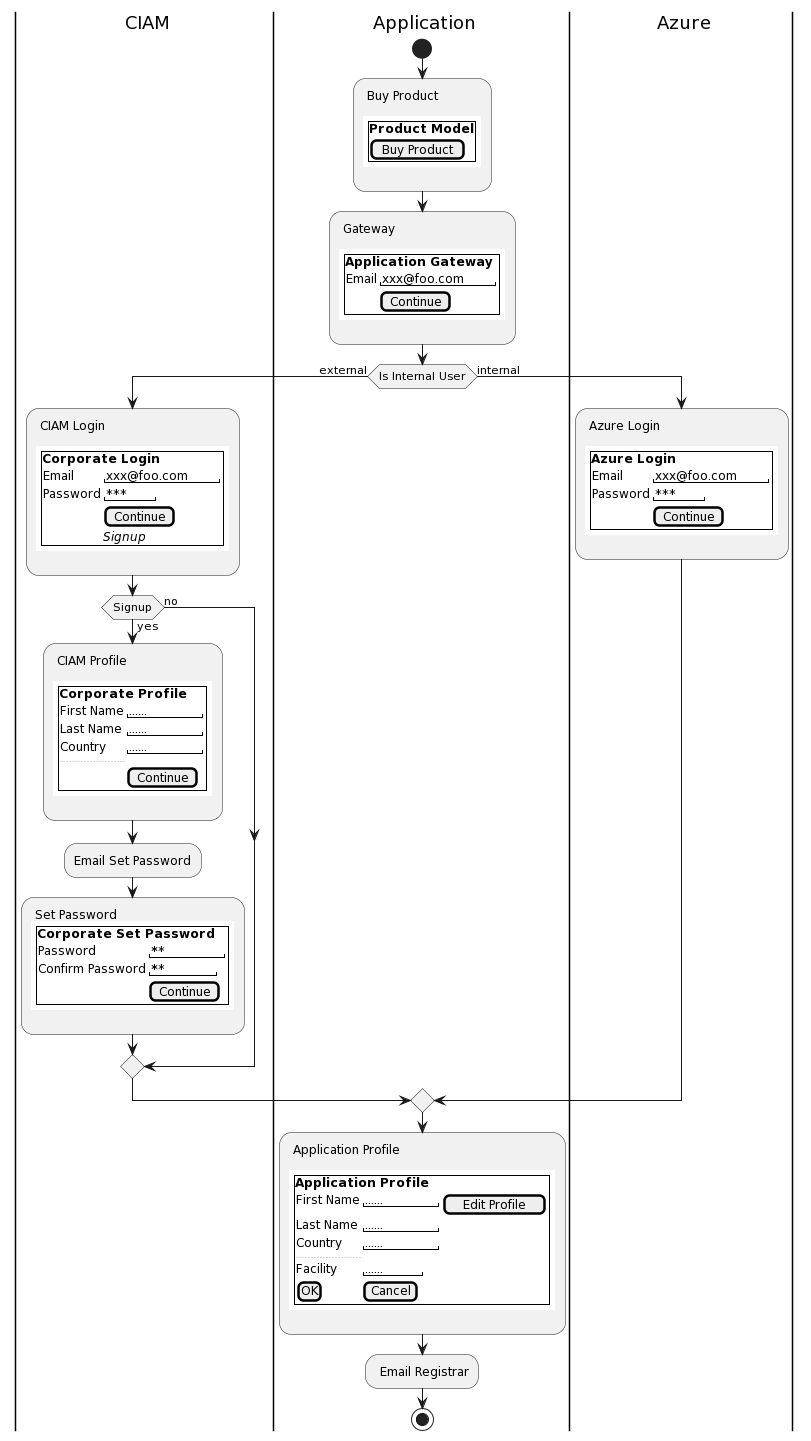 CIAM
Application
Azure
Buy Product
Product Model
Buy Product
Gateway
Application Gateway
Email xxx@foo.com
Continue
external
Is Internal User
internal
CIAM Login
Corporate Login
Email xxx@foo.com
Password ***
Continue
Signup
Azure Login
Azure Login
Email xxx@foo.com
Password ***
Continue
Signup
no
yes
CIAM Profile
Corporate Profile
First Name ......
Last Name ......
Country ......
Continue
Email Set Password
Set Password
Corporate Set Password
Password **
Confirm Password **
Continue
Application Profile
Application Profile
First Name ...... Edit Profile
Last Name ......
Country ......
Facility ......
OK Cancel
Email Registrar